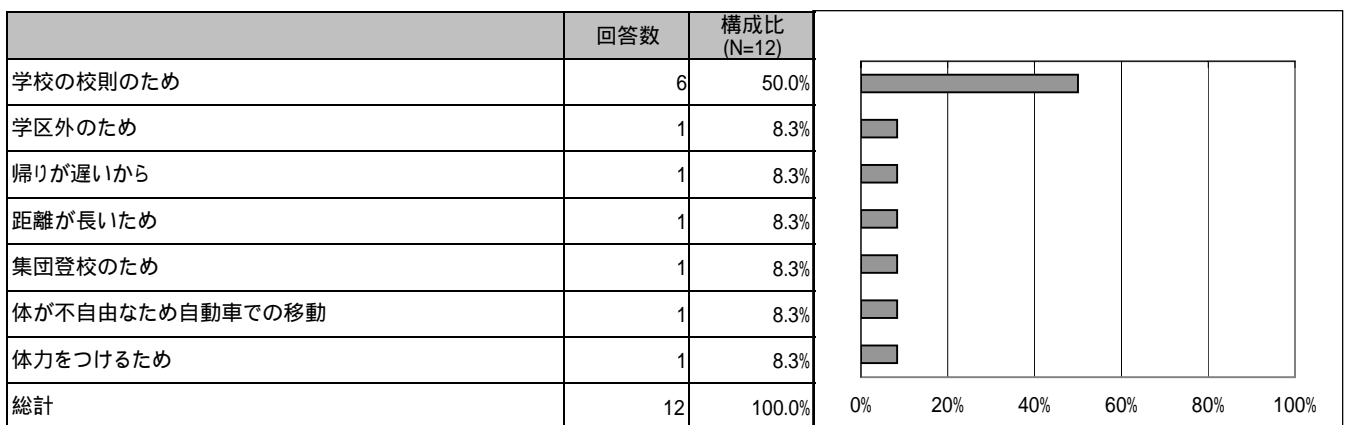 回答数 構成比
(N=12)
学校の校則のため 6 50.0%
学区外のため 1 8.3%
帰りが遅いから 1 8.3%
距離が長いため 1 8.3%
集団登校のため 1 8.3%
体が不自由なため自動車での移動 1 8.3%
体力をつけるため 1 8.3%
総計 12 100.0%
0% 20% 40% 60% 80% 100%